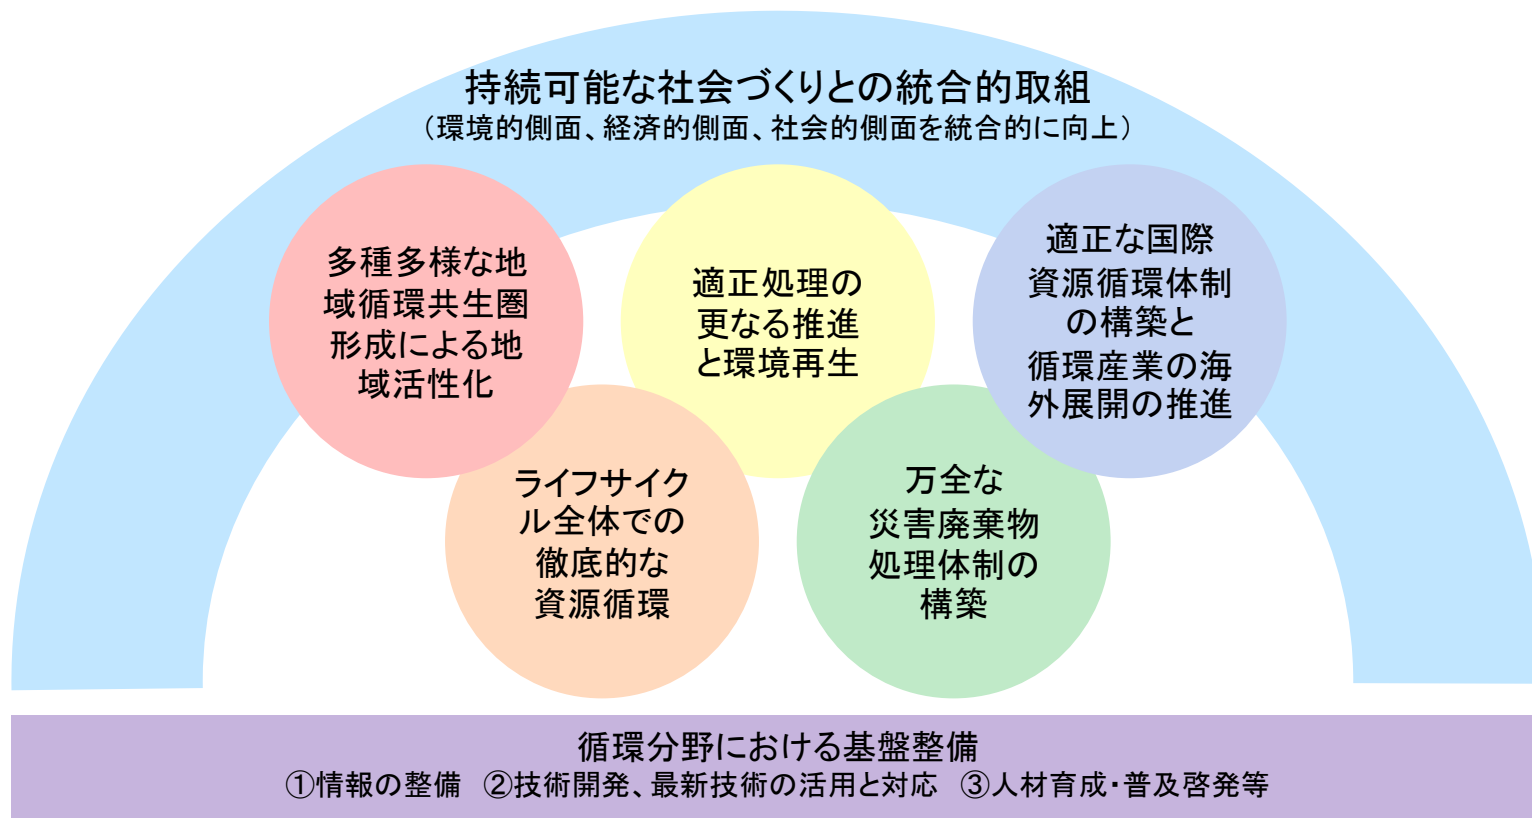 持続可能な社会づくりとの統合的取組
（環境的側面、経済的側面、社会的側面を統合的に向上）
多種多様な地
域循環共生圏
形成による地
域活性化
適正処理の
更なる推進
と環境再生
適正な国際
資源循環体制
の構築と
循環産業の海
外展開の推進
ライフサイク
ル全体での
徹底的な
資源循環
万全な
災害廃棄物
処理体制の
構築
循環分野における基盤整備
①情報の整備 ②技術開発、最新技術の活用と対応 ③人材育成・普及啓発等